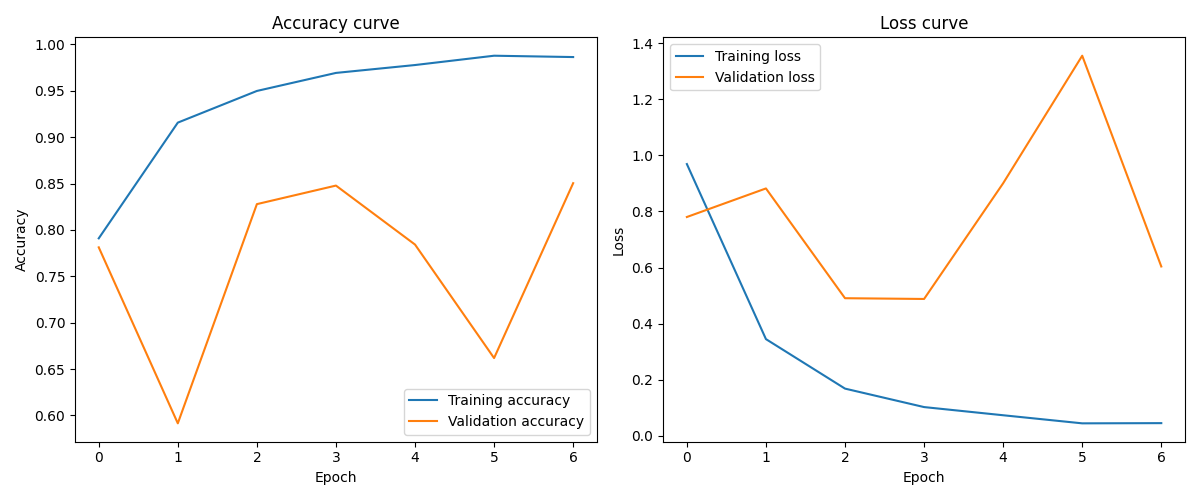 Accuracy curve
1.00
0.95
0.90
0.85
0.80
0.75
0.70
0.65
0.60
Accuracy
Training accuracy
Validation accuracy
0 1 2 3 4 5 6
Epoch
Loss curve
1.4
1.2
1.0
0.8
0.6
0.4
0.2
0.0
Loss
Training loss
Validation loss
0 1 2 3 4 5 6
Epoch